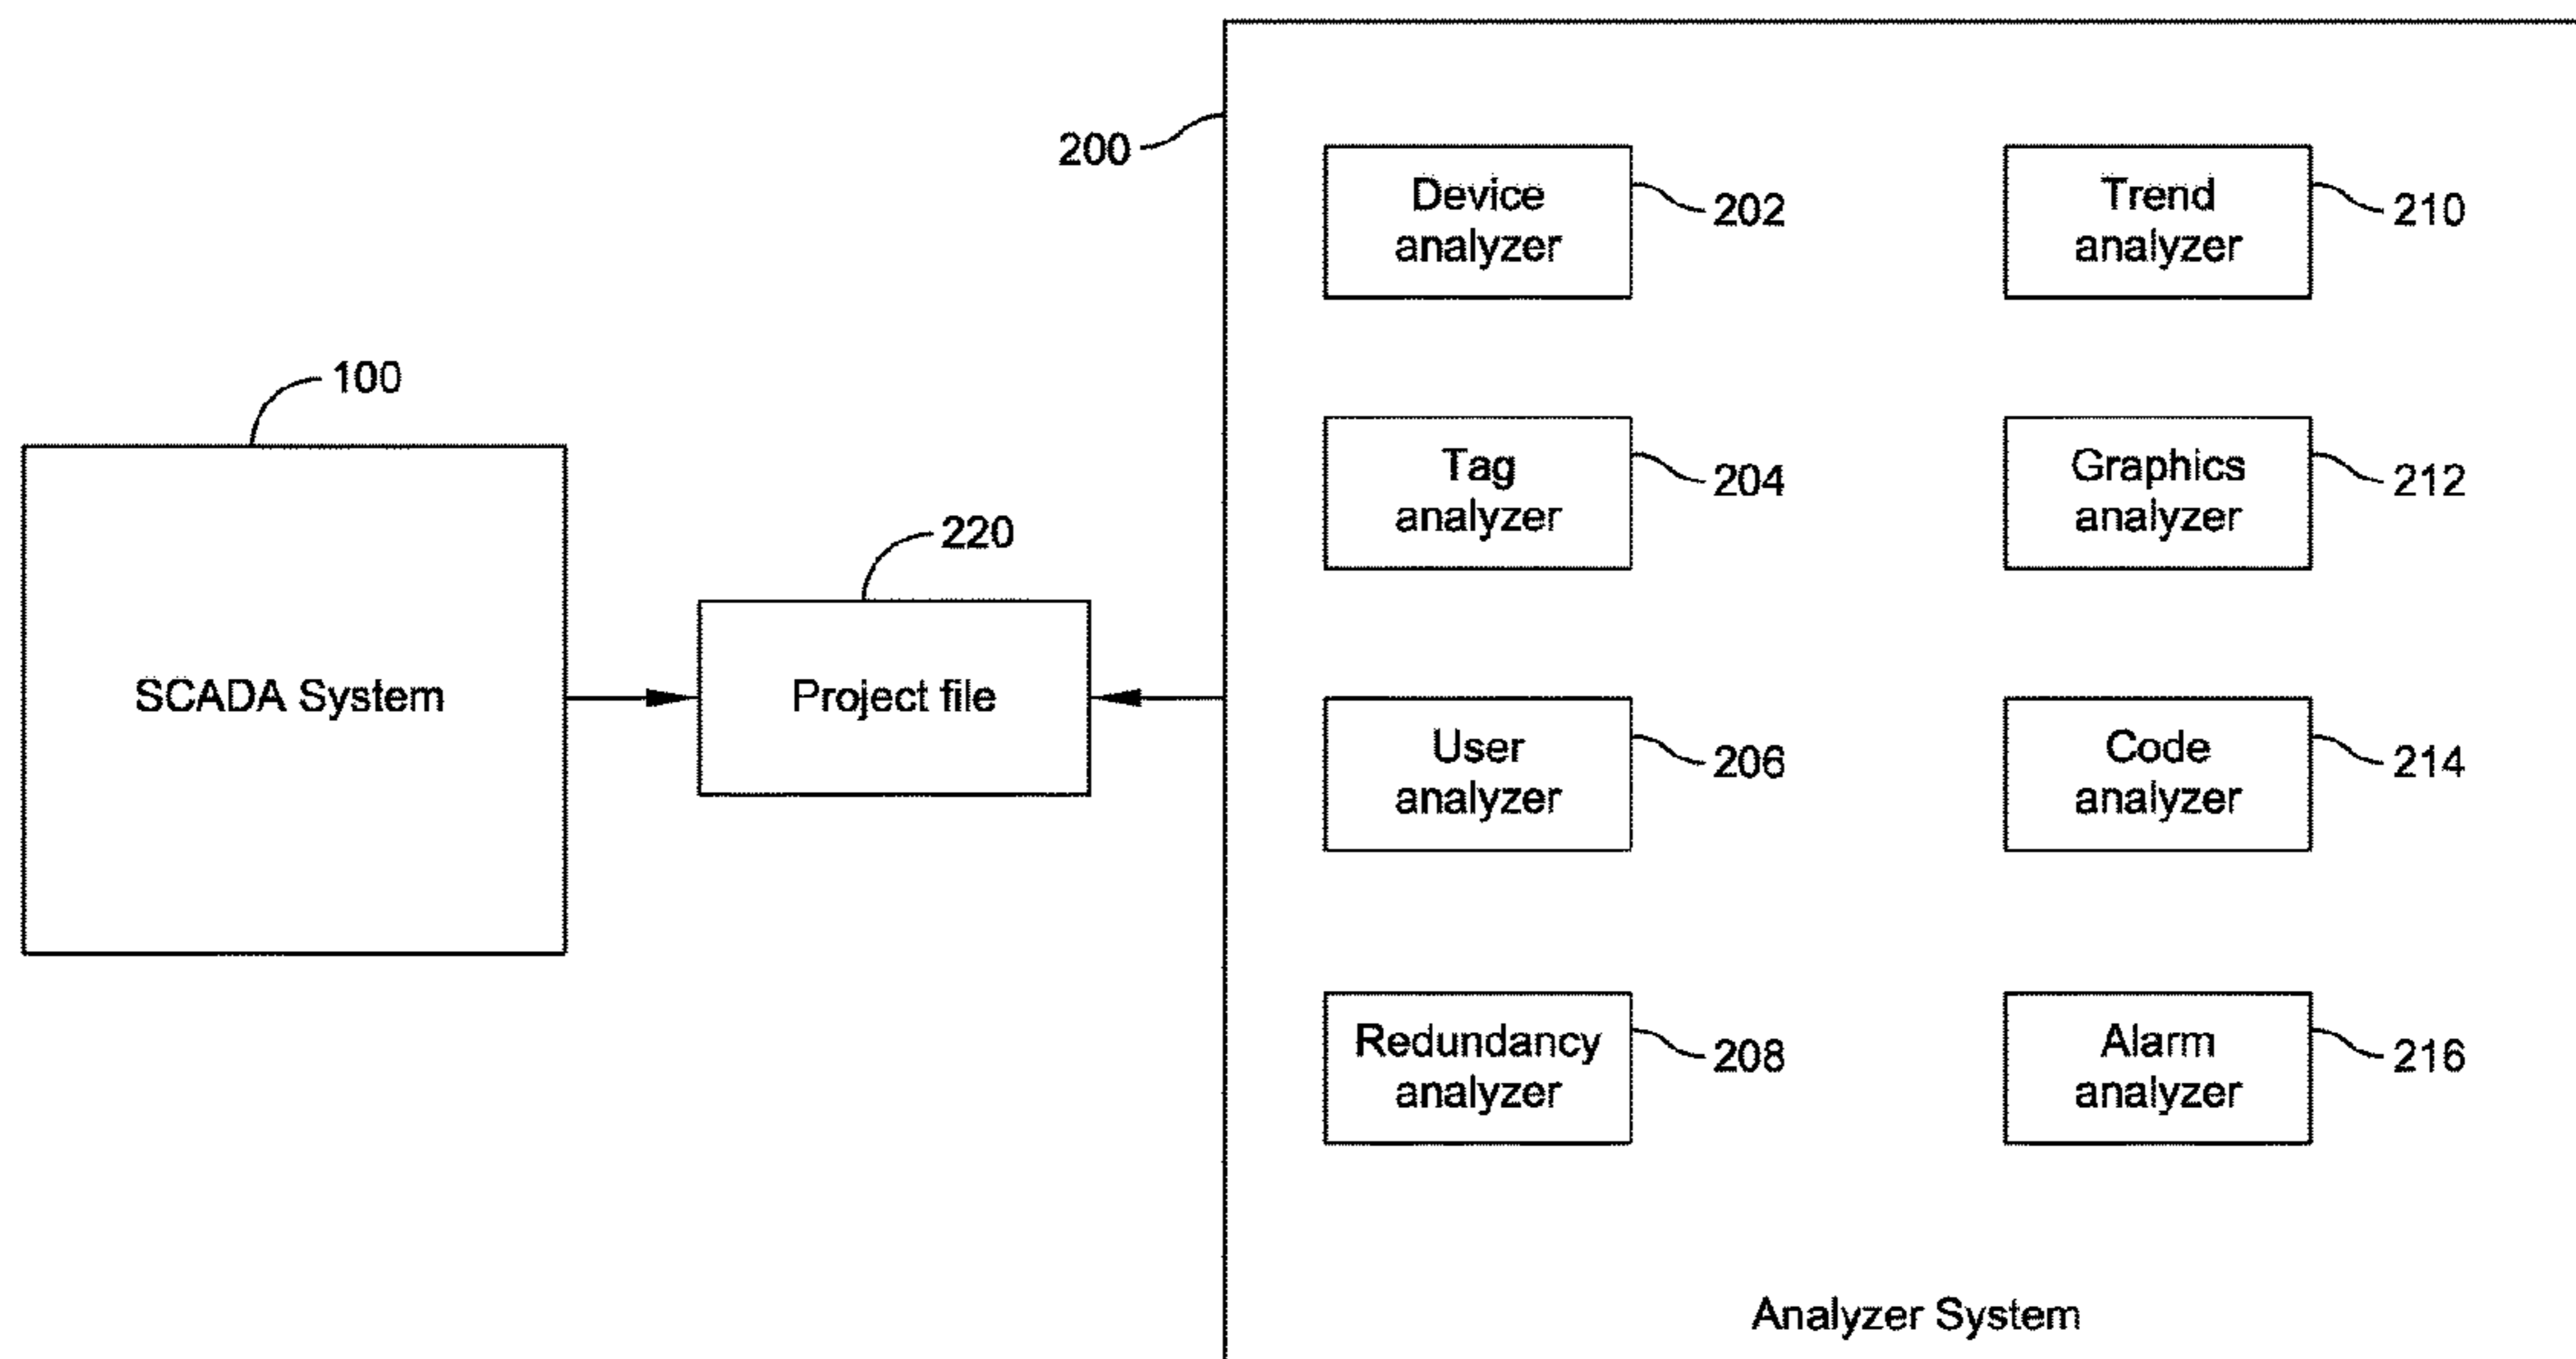 100
SCADA System
220
Project file
200
Device
analyzer
202
Tag
analyzer
204
User
analyzer
206
Redundancy
analyzer
208
Trend
analyzer
210
Graphics
analyzer
212
Code
analyzer
214
Alarm
analyzer
216
Analyzer System